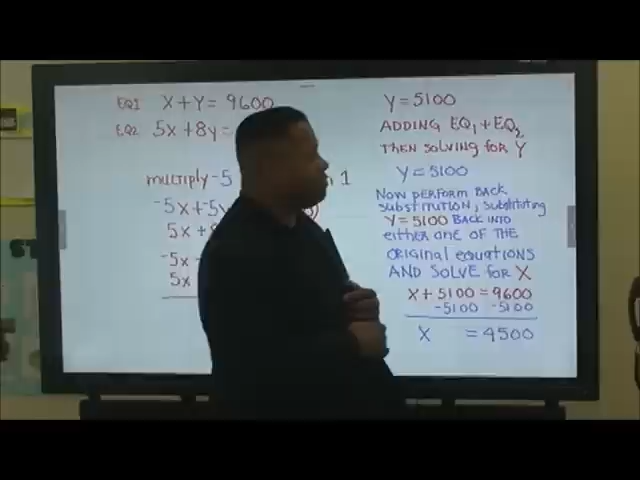 EQ1 X + Y = 9600
EQ2 5X + 8Y =
multiply -5 1
-5X + -5Y )
5X +
-5X
5X
Y = 5100
ADDING EQ1 + EQ2
THEN SOLVING FOR Y
Y = 5100
NOW PERFORM BACK
SUBSTITUTION, SUBSTITUTING
Y = 5100 BACK INTO
EITHER ONE OF THE
ORIGINAL EQUATIONS
AND SOLVE FOR X
X + 5100 = 9600
-5100 -5100
X = 4500